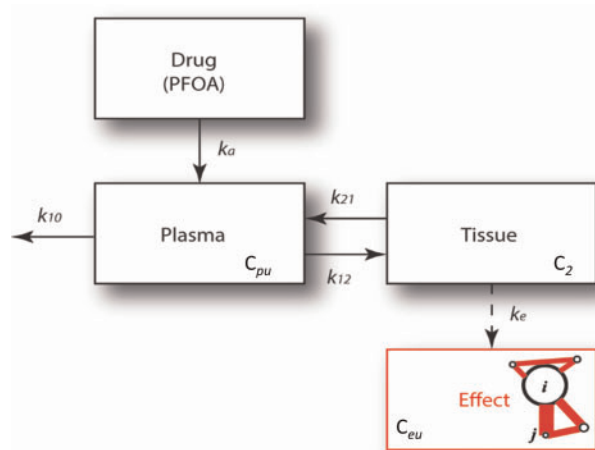 Drug
(PFOA)
ka
k10
Plasma
Cpu
k21
k12
Tissue
C2
ke
Effect
Ceu
i
j